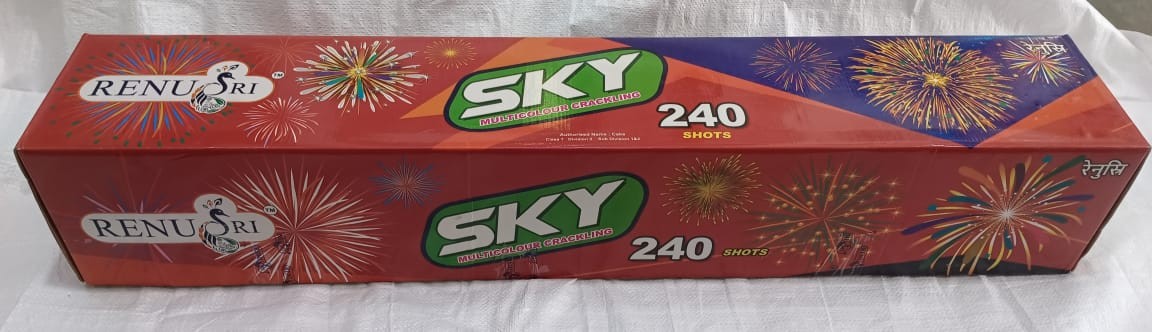 RENU SRI ™
SKY
MULTICOLOUR CRACKLING
240
SHOTS
Authorised Name : Cake
Class 7 Division 2 Sub Division 1&2
रेनुस्रि
RENU SRI ™
SKY
MULTICOLOUR CRACKLING
240 SHOTS
रेनुस्रि